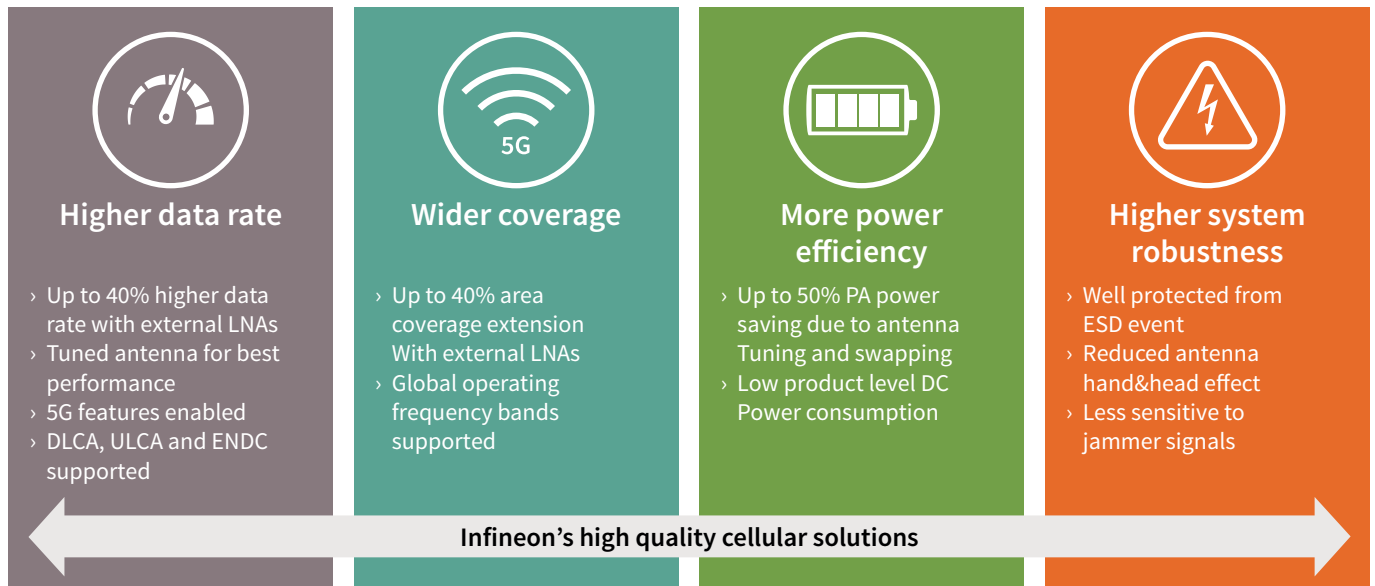 5G
Higher data rate
› Up to 40% higher data
rate with external LNAs
› Tuned antenna for best
performance
› 5G features enabled
› DLCA, ULCA and ENDC
supported
Wider coverage
› Up to 40% area
coverage extension
With external LNAs
› Global operating
frequency bands
supported
More power
efficiency
› Up to 50% PA power
saving due to antenna
Tuning and swapping
› Low product level DC
Power consumption
Higher system
robustness
› Well protected from
ESD event
› Reduced antenna
hand&head effect
› Less sensitive to
jammer signals
Infineon’s high quality cellular solutions